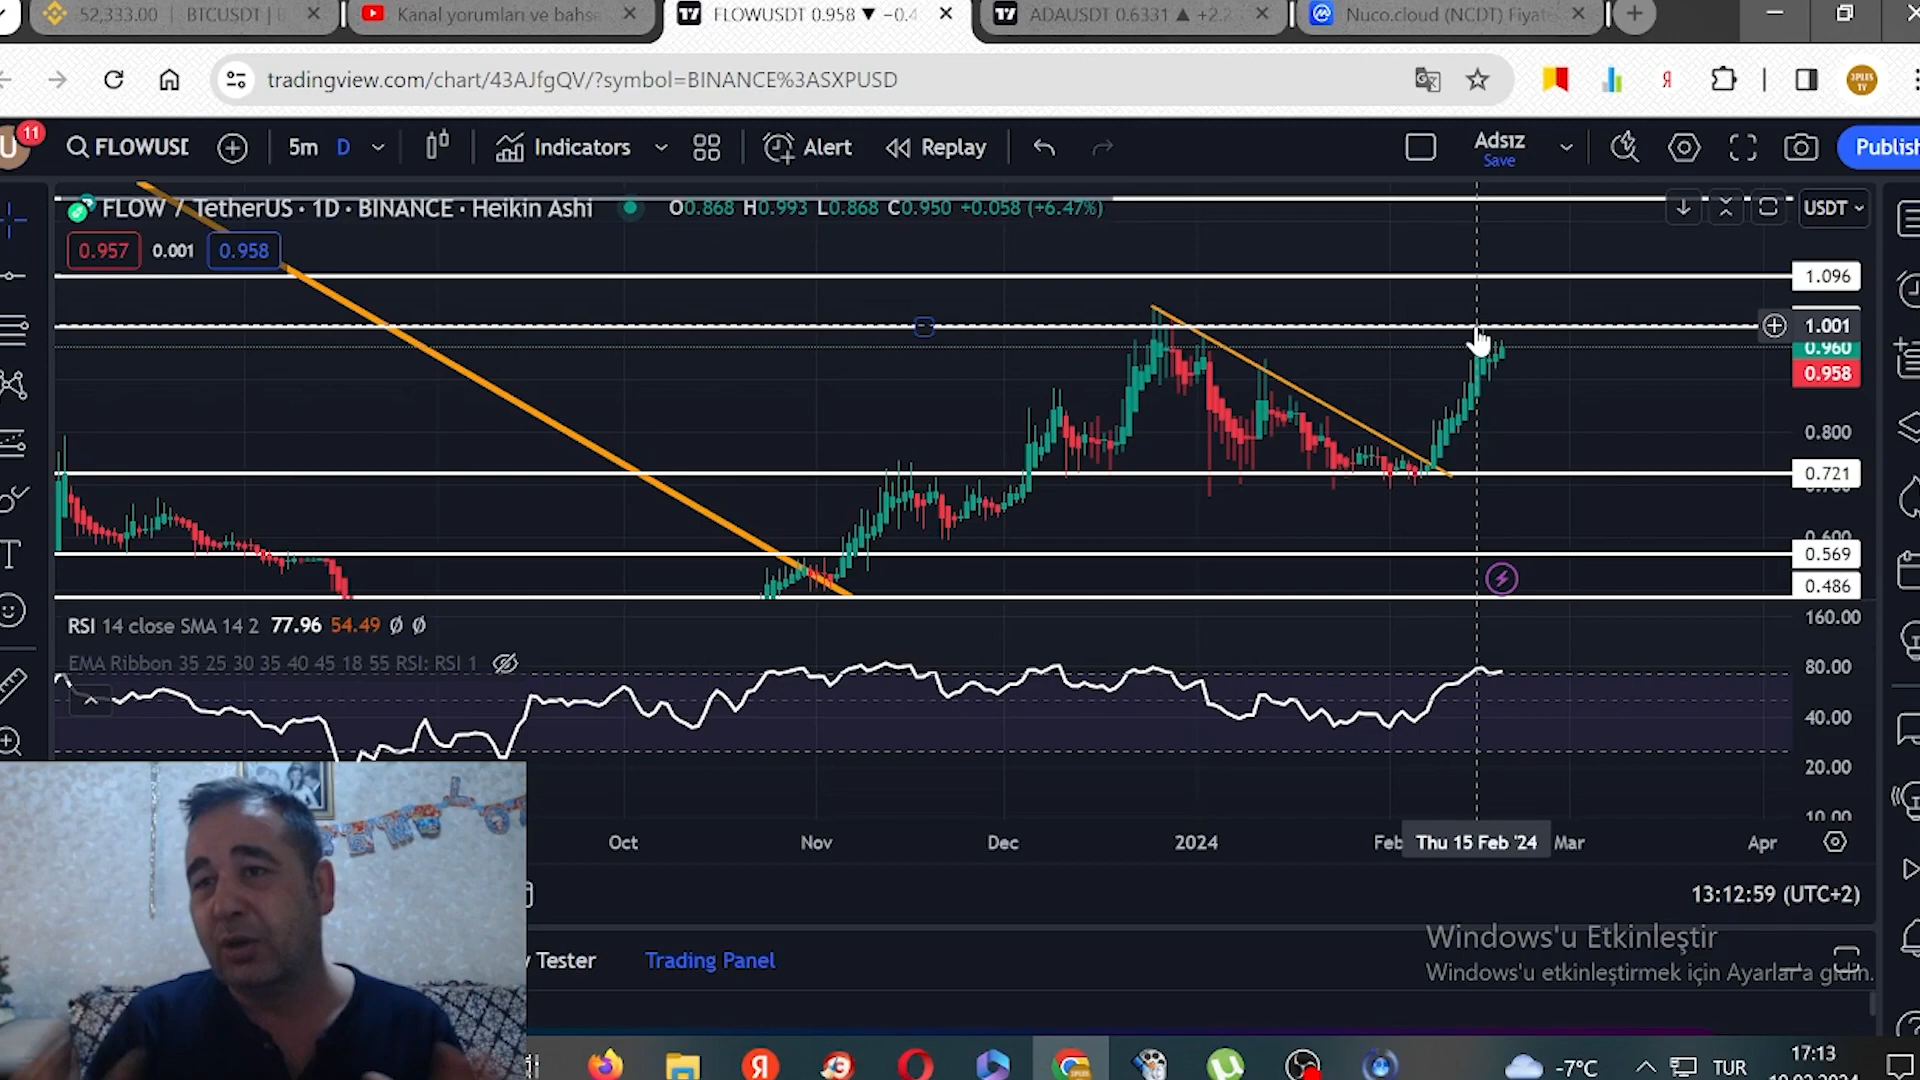 52,333.00 | BTCUSDT |
Kanal yorumları ve bahse
FLOWUSDT 0.958 ▼ −0.4
ADAUSDT 0.6331 ▲ +2.2
Nuco.cloud (NCDT) Fiyatı
tradingview.com/chart/43AJfgQV/?symbol=BINANCE%3ASXPUSD
U 11 FLOWUSI 5m D Indicators Alert Replay Adsız Save Publish
FLOW / TetherUS · 1D · BINANCE · Heikin Ashi O0.868 H0.993 L0.868 C0.950 +0.058 (+6.47%) USDT
0.957 0.001 0.958
1.096
1.001
0.960
0.958
0.800
0.721
0.569
0.486
RSI 14 close SMA 14 2 77.96 54.49 Ø Ø
EMA Ribbon 35 25 30 35 40 45 18 55 RSI: RSI 1
160.00
80.00
40.00
20.00
10.00
Oct Nov Dec 2024 Feb Thu 15 Feb '24 Mar Apr
13:12:59 (UTC+2)
Windows'u Etkinleştir
Windows'u etkinleştirmek için Ayarlar'a gidin.
Tester Trading Panel
-7°C TUR 17:13